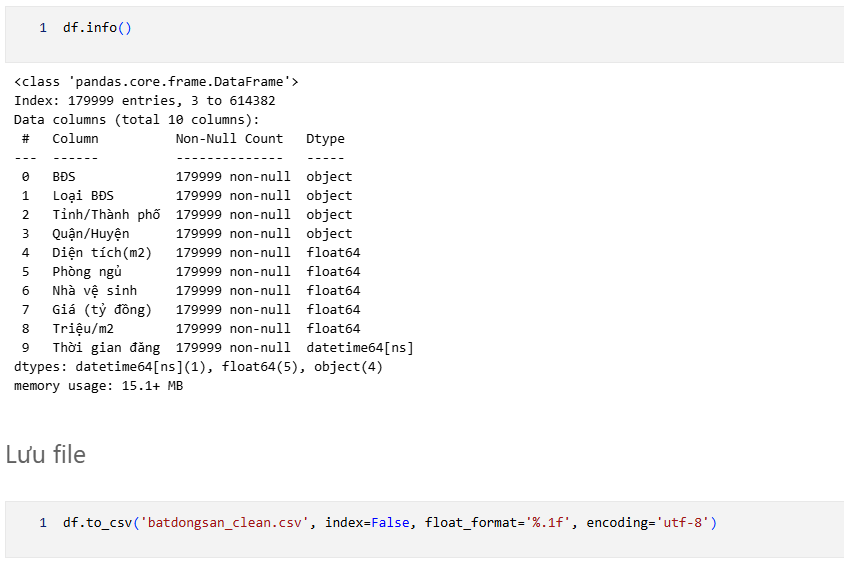 1 df.info()
<class 'pandas.core.frame.DataFrame'>
Index: 179999 entries, 3 to 614382
Data columns (total 10 columns):
 #   Column          Non-Null Count   Dtype
---  ------          --------------   -----
 0   BĐS             179999 non-null  object
 1   Loại BĐS        179999 non-null  object
 2   Tỉnh/Thành phố  179999 non-null  object
 3   Quận/Huyện      179999 non-null  object
 4   Diện tích(m2)   179999 non-null  float64
 5   Phòng ngủ       179999 non-null  float64
 6   Nhà vệ sinh     179999 non-null  float64
 7   Giá (tỷ đồng)   179999 non-null  float64
 8   Triệu/m2        179999 non-null  float64
 9   Thời gian đăng  179999 non-null  datetime64[ns]
dtypes: datetime64[ns](1), float64(5), object(4)
memory usage: 15.1+ MB
Lưu file
1 df.to_csv('batdongsan_clean.csv', index=False, float_format='%.1f', encoding='utf-8')